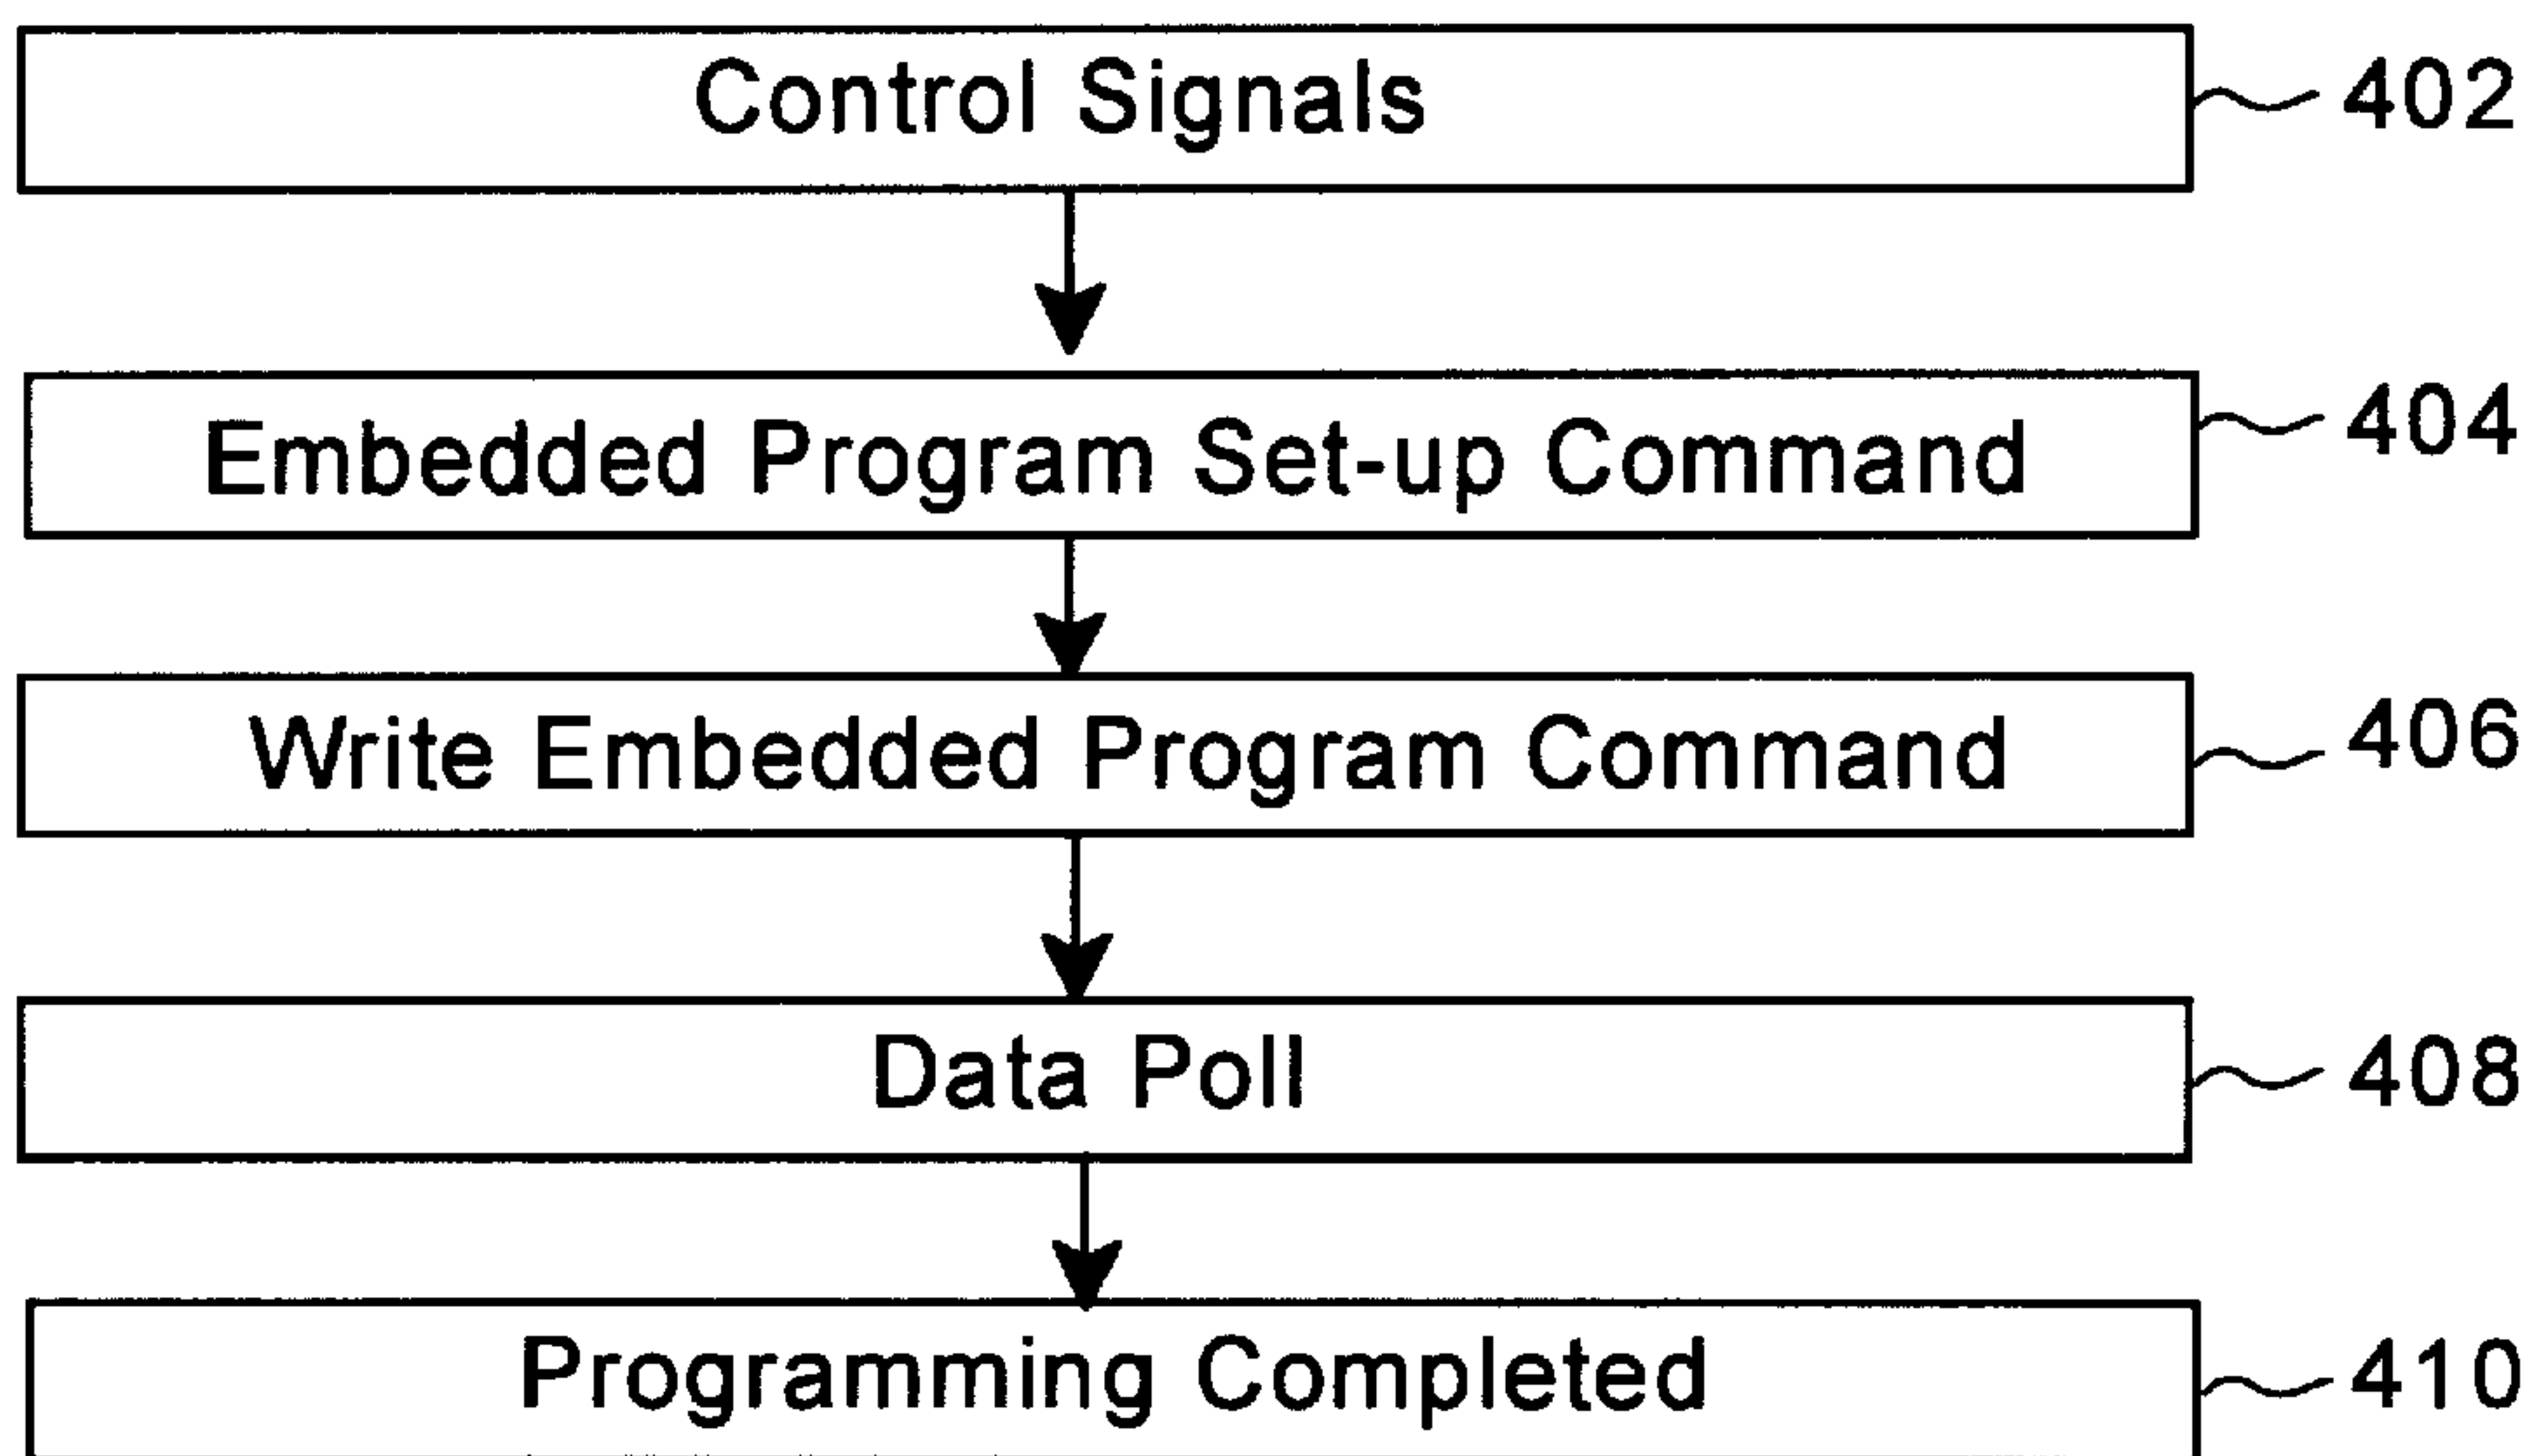 Control Signals 402
Embedded Program Set-up Command 404
Write Embedded Program Command 406
Data Poll 408
Programming Completed 410